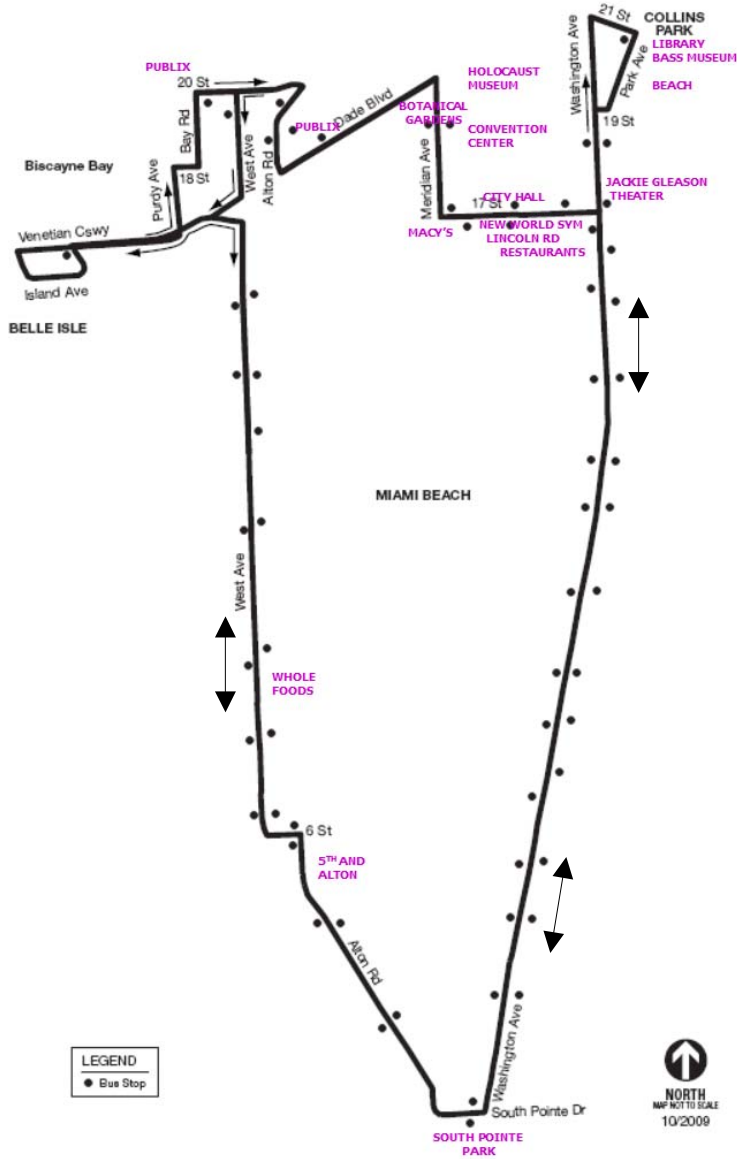 21 St
COLLINS
PARK
LIBRARY
BASS MUSEUM
Washington Ave
Park Ave
BEACH
19 St
PUBLIX
20 St
HOLOCAUST
MUSEUM
Dade Blvd
BOTANICAL
GARDENS
PUBLIX
CONVENTION
CENTER
Bay Rd
West Ave
Alton Rd
Meridian Ave
Biscayne Bay
Purdy Ave
18 St
JACKIE GLEASON
THEATER
CITY HALL
17 St
MACY'S
NEW WORLD SYM
LINCOLN RD
RESTAURANTS
Venetian Cswy
Island Ave
BELLE ISLE
MIAMI BEACH
West Ave
WHOLE
FOODS
6 St
5TH AND
ALTON
Alton Rd
Washington Ave
South Pointe Dr
SOUTH POINTE
PARK
LEGEND
Bus Stop
NORTH
MAP NOT TO SCALE
10/2009